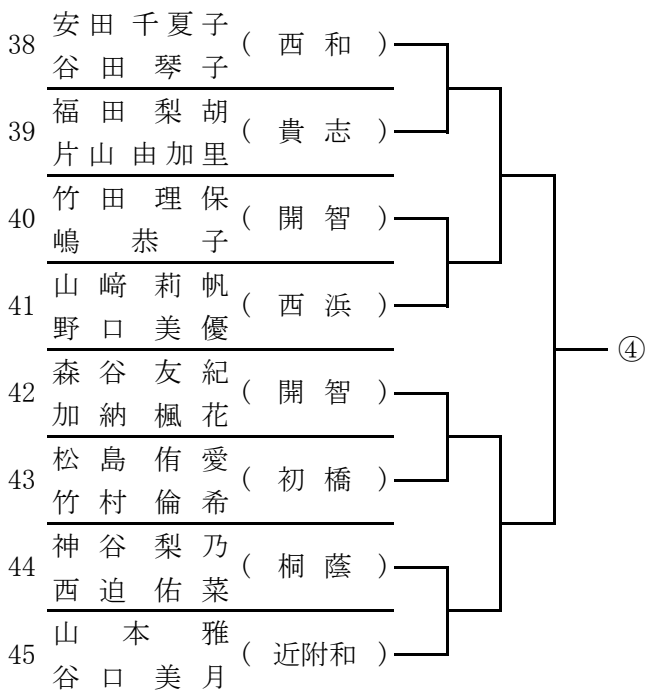 38 安田 千夏子 ( 西和 )
谷田 琴子
39 福田 梨胡 ( 貴志 )
片山 由加里
40 竹田 理保 ( 開智 )
嶋 恭子
41 山﨑 莉帆 ( 西浜 )
野口 美優
④
42 森谷 友紀 ( 開智 )
加納 楓花
43 松島 侑愛 ( 初橋 )
竹村 倫希
44 神谷 梨乃 ( 桐蔭 )
西迫 佑菜
45 山本 雅 ( 近附和 )
谷口 美月